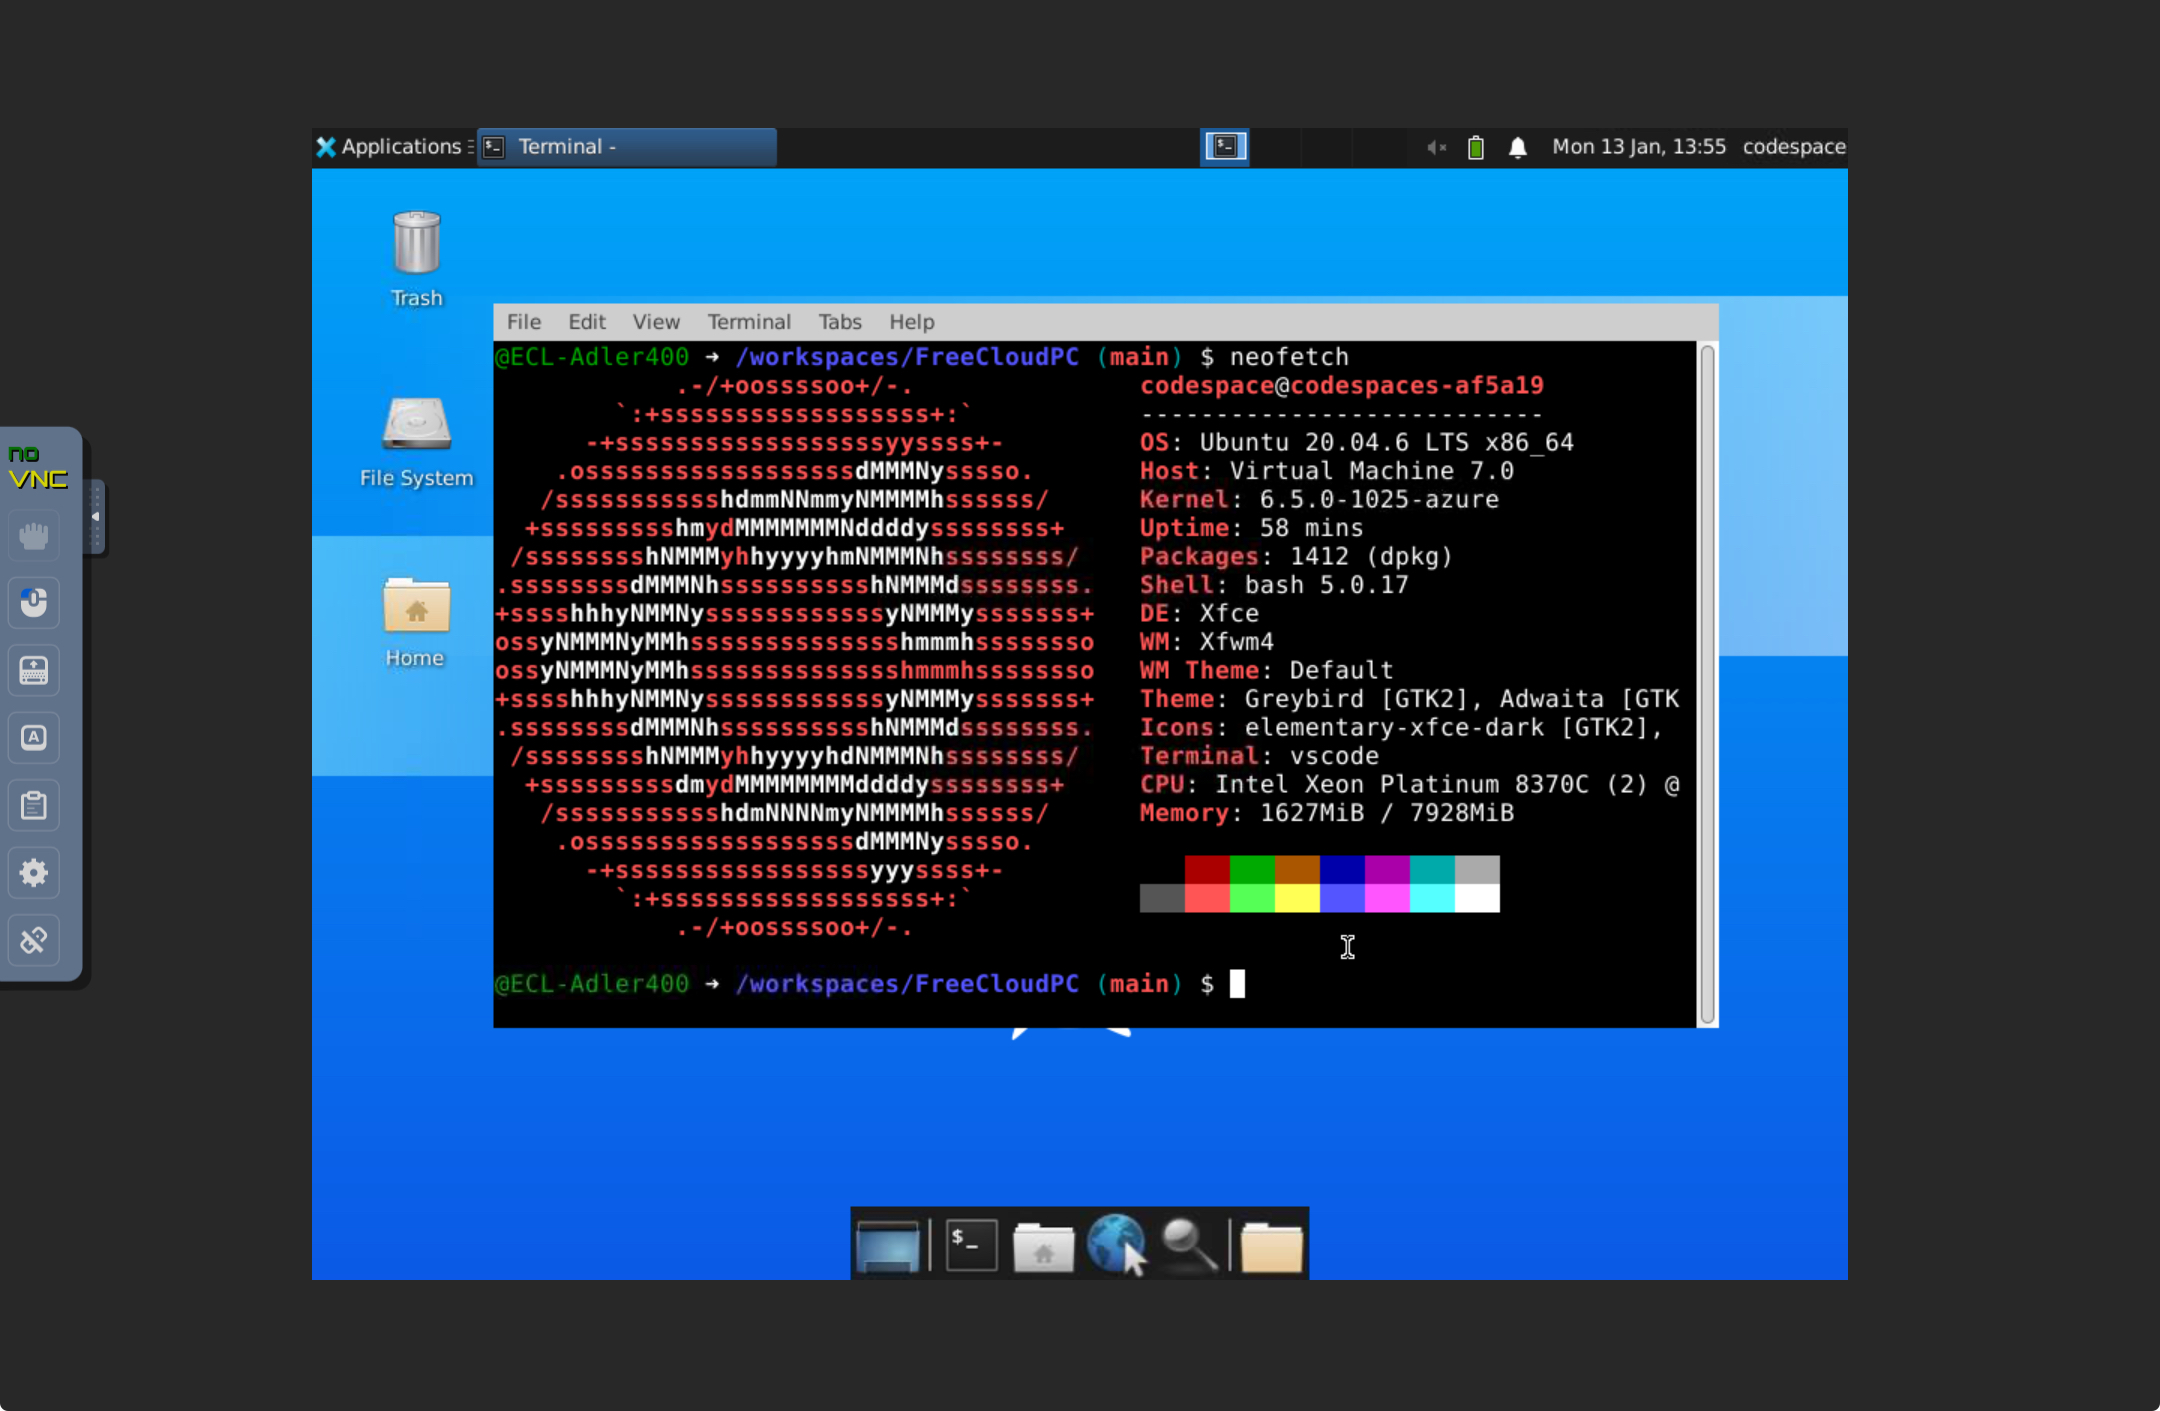 Applications
Terminal -
Mon 13 Jan, 13:55
codespace
Trash
File System
Home
no
VNC
A
File Edit View Terminal Tabs Help
@ECL-Adler400 → /workspaces/FreeCloudPC (main) $ neofetch
.-/+oossssoo+/-. codespace@codespaces-af5a19
`:+ssssssssssssssssss+:` ---------------------------
-+ssssssssssssssssssyyssss+- OS: Ubuntu 20.04.6 LTS x86_64
.ossssssssssssssssssdMMMNysssso. Host: Virtual Machine 7.0
/ssssssssssshdmmNNmmyNMMMMhssssss/ Kernel: 6.5.0-1025-azure
+ssssssssshmydMMMMMMMNddddyssssssss+ Uptime: 58 mins
/sssssssshNMMMyhhyyyyhmNMMMNhssssssss/ Packages: 1412 (dpkg)
.ssssssssdMMMNhsssssssssshNMMMdssssssss. Shell: bash 5.0.17
+sssshhhyNMMNyssssssssssssyNMMMysssssss+ DE: Xfce
ossyNMMMNyMMhsssssssssssssshmmmhssssssso WM: Xfwm4
ossyNMMMNyMMhsssssssssssssshmmmhssssssso WM Theme: Default
+sssshhhyNMMNyssssssssssssyNMMMysssssss+ Theme: Greybird [GTK2], Adwaita [GTK
.ssssssssdMMMNhsssssssssshNMMMdssssssss. Icons: elementary-xfce-dark [GTK2],
/sssssssshNMMMyhhyyyyhdNMMMNhssssssss/ Terminal: vscode
+sssssssssdmydMMMMMMMMddddyssssssss+ CPU: Intel Xeon Platinum 8370C (2) @
/ssssssssssshdmNNNNmyNMMMMhssssss/ Memory: 1627MiB / 7928MiB
.ossssssssssssssssssdMMMNysssso.
-+sssssssssssssssssyyyssss+-
`:+ssssssssssssssssss+:`
.-/+oossssoo+/-.
@ECL-Adler400 → /workspaces/FreeCloudPC (main) $
$_